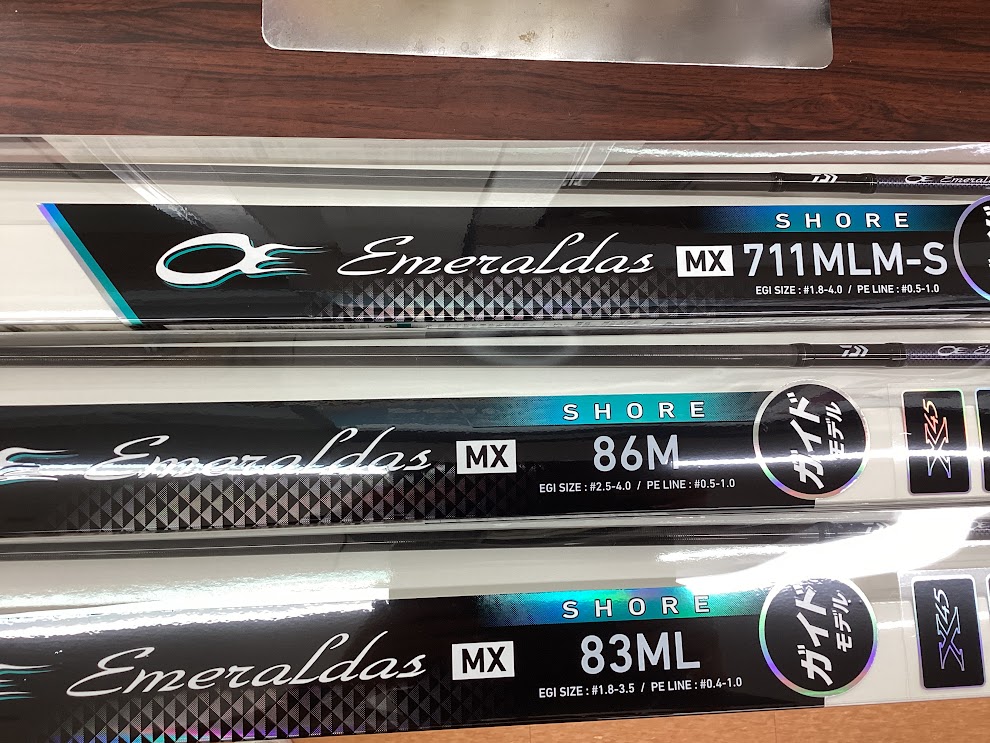 Emeraldas
SHORE
Emeraldas MX 711MLM-S
EGI SIZE : #1.8-4.0 / PE LINE : #0.5-1.0
SHORE
Emeraldas MX 86M
EGI SIZE : #2.5-4.0 / PE LINE : #0.5-1.0
ガイド
モデル
X45
SHORE
Emeraldas MX 83ML
EGI SIZE : #1.8-3.5 / PE LINE : #0.4-1.0
ガイド
モデル
X45